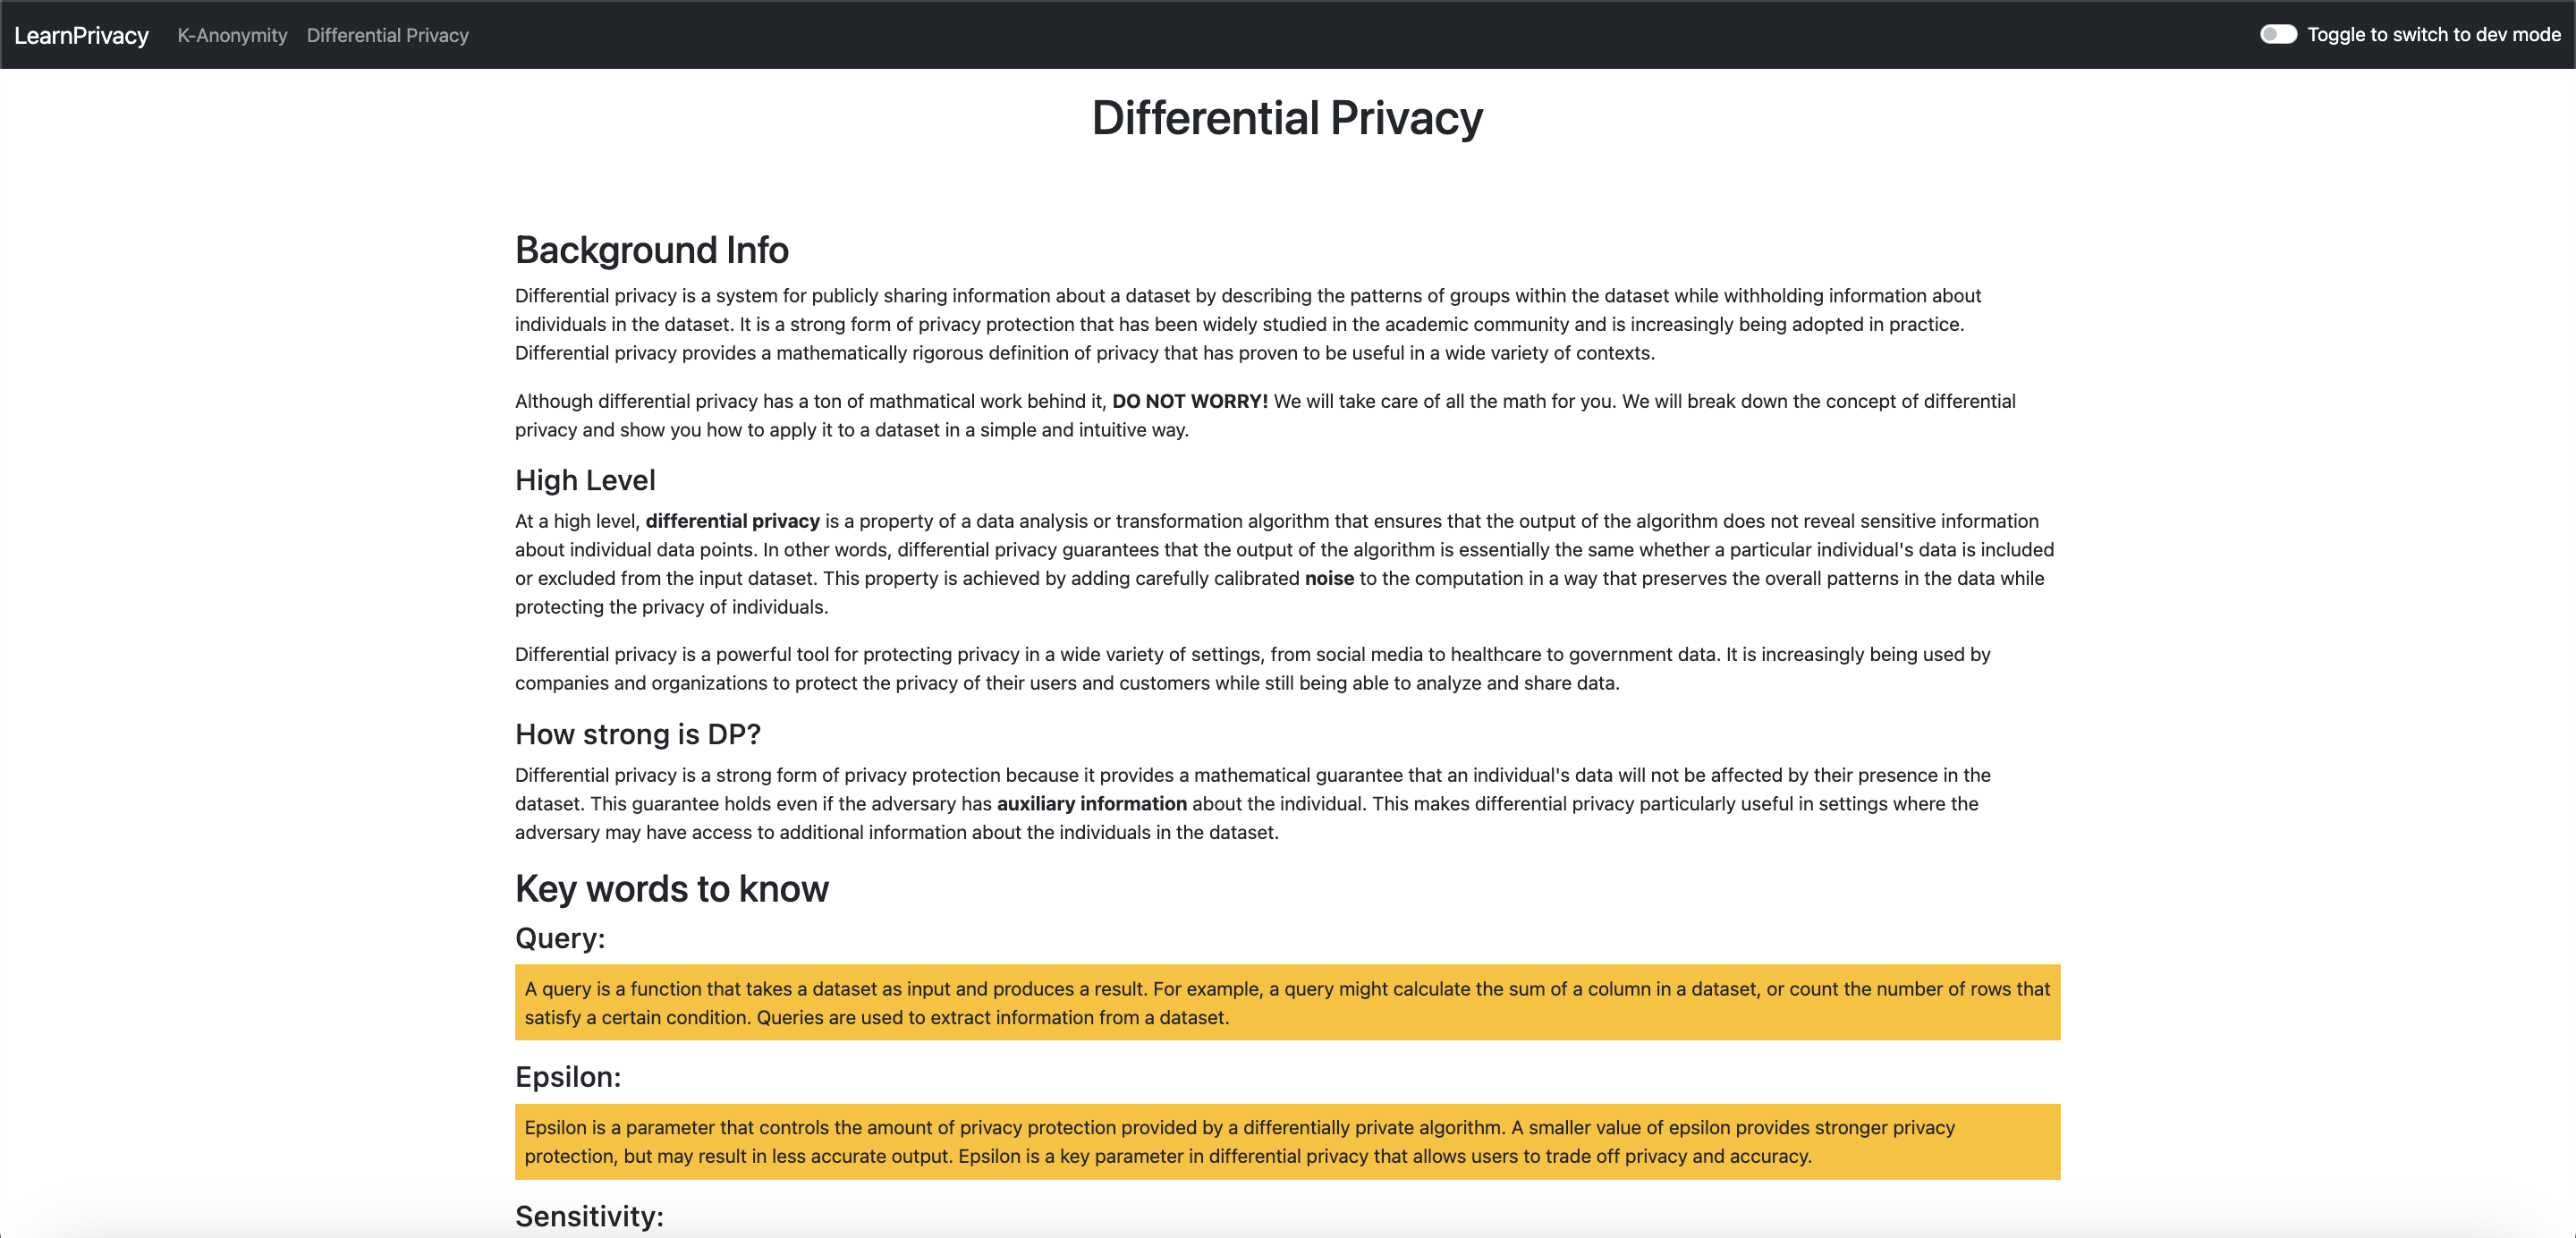 LearnPrivacy K-Anonymity Differential Privacy Toggle to switch to dev mode
Differential Privacy
Background Info
Differential privacy is a system for publicly sharing information about a dataset by describing the patterns of groups within the dataset while withholding information about
individuals in the dataset. It is a strong form of privacy protection that has been widely studied in the academic community and is increasingly being adopted in practice.
Differential privacy provides a mathematically rigorous definition of privacy that has proven to be useful in a wide variety of contexts.
Although differential privacy has a ton of mathmatical work behind it, DO NOT WORRY! We will take care of all the math for you. We will break down the concept of differential
privacy and show you how to apply it to a dataset in a simple and intuitive way.
High Level
At a high level, differential privacy is a property of a data analysis or transformation algorithm that ensures that the output of the algorithm does not reveal sensitive information
about individual data points. In other words, differential privacy guarantees that the output of the algorithm is essentially the same whether a particular individual's data is included
or excluded from the input dataset. This property is achieved by adding carefully calibrated noise to the computation in a way that preserves the overall patterns in the data while
protecting the privacy of individuals.
Differential privacy is a powerful tool for protecting privacy in a wide variety of settings, from social media to healthcare to government data. It is increasingly being used by
companies and organizations to protect the privacy of their users and customers while still being able to analyze and share data.
How strong is DP?
Differential privacy is a strong form of privacy protection because it provides a mathematical guarantee that an individual's data will not be affected by their presence in the
dataset. This guarantee holds even if the adversary has auxiliary information about the individual. This makes differential privacy particularly useful in settings where the
adversary may have access to additional information about the individuals in the dataset.
Key words to know
Query:
A query is a function that takes a dataset as input and produces a result. For example, a query might calculate the sum of a column in a dataset, or count the number of rows that
satisfy a certain condition. Queries are used to extract information from a dataset.
Epsilon:
Epsilon is a parameter that controls the amount of privacy protection provided by a differentially private algorithm. A smaller value of epsilon provides stronger privacy
protection, but may result in less accurate output. Epsilon is a key parameter in differential privacy that allows users to trade off privacy and accuracy.
Sensitivity: